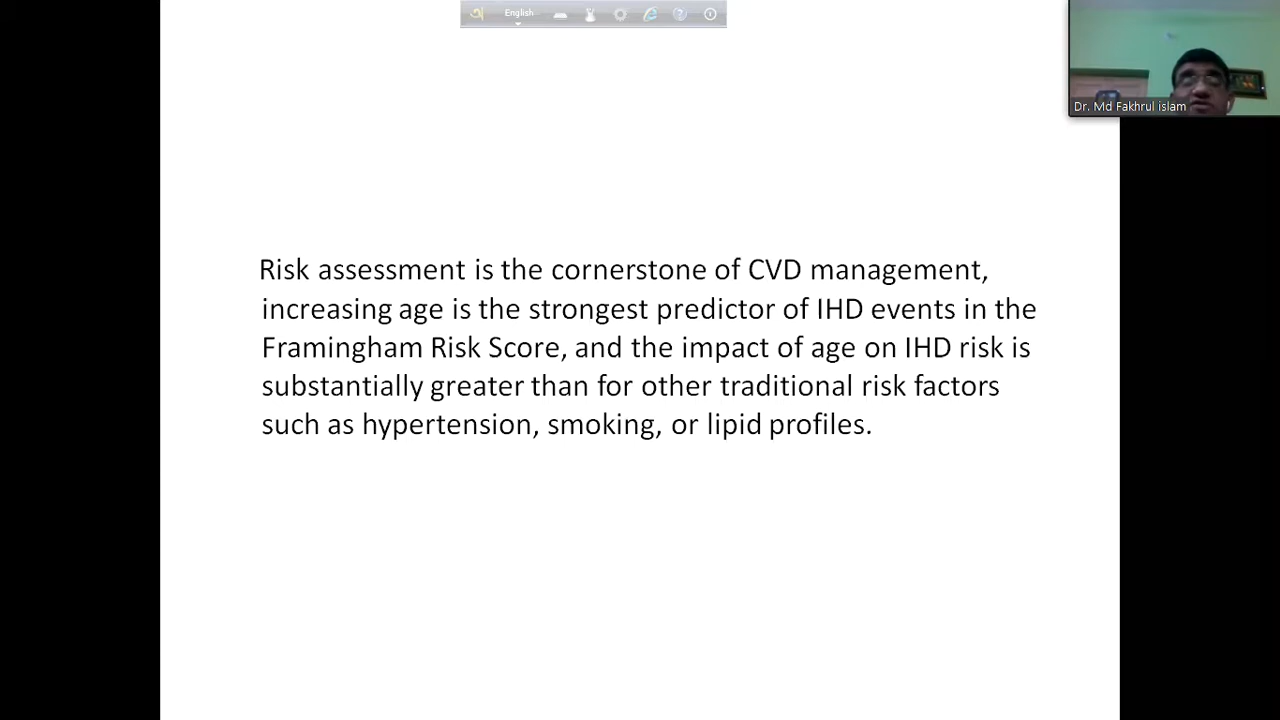 English
Dr. Md Fakhrul islam
Risk assessment is the cornerstone of CVD management,
increasing age is the strongest predictor of IHD events in the
Framingham Risk Score, and the impact of age on IHD risk is
substantially greater than for other traditional risk factors
such as hypertension, smoking, or lipid profiles.